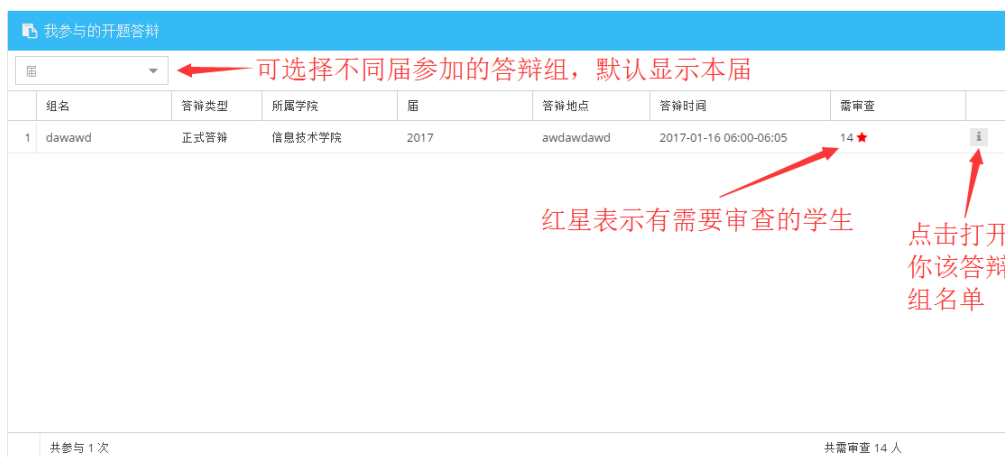 我参与的开题答辩
届
可选择不同届参加的答辩组，默认显示本届
组名 答辩类型 所属学院 届 答辩地点 答辩时间 需审查
1 dawawd 正式答辩 信息技术学院 2017 awdawdawd 2017-01-16 06:00-06:05 14
红星表示有需要审查的学生
点击打开
你该答辩
组名单
共参与 1 次 共需审查 14 人